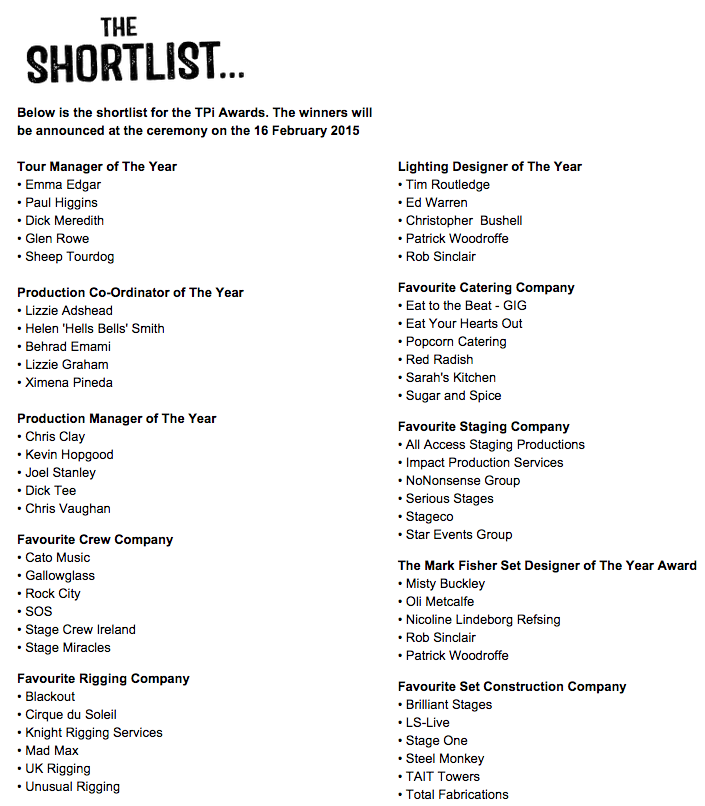 THE
SHORTLIST...
Below is the shortlist for the TPi Awards. The winners will
be announced at the ceremony on the 16 February 2015
Tour Manager of The Year
• Emma Edgar
• Paul Higgins
• Dick Meredith
• Glen Rowe
• Sheep Tourdog
Production Co-Ordinator of The Year
• Lizzie Adshead
• Helen 'Hells Bells' Smith
• Behrad Emami
• Lizzie Graham
• Ximena Pineda
Production Manager of The Year
• Chris Clay
• Kevin Hopgood
• Joel Stanley
• Dick Tee
• Chris Vaughan
Favourite Crew Company
• Cato Music
• Gallowglass
• Rock City
• SOS
• Stage Crew Ireland
• Stage Miracles
Favourite Rigging Company
• Blackout
• Cirque du Soleil
• Knight Rigging Services
• Mad Max
• UK Rigging
• Unusual Rigging
Lighting Designer of The Year
• Tim Routledge
• Ed Warren
• Christopher  Bushell
• Patrick Woodroffe
• Rob Sinclair
Favourite Catering Company
• Eat to the Beat - GIG
• Eat Your Hearts Out
• Popcorn Catering
• Red Radish
• Sarah's Kitchen
• Sugar and Spice
Favourite Staging Company
• All Access Staging Productions
• Impact Production Services
• NoNonsense Group
• Serious Stages
• Stageco
• Star Events Group
The Mark Fisher Set Designer of The Year Award
• Misty Buckley
• Oli Metcalfe
• Nicoline Lindeborg Refsing
• Rob Sinclair
• Patrick Woodroffe
Favourite Set Construction Company
• Brilliant Stages
• LS-Live
• Stage One
• Steel Monkey
• TAIT Towers
• Total Fabrications